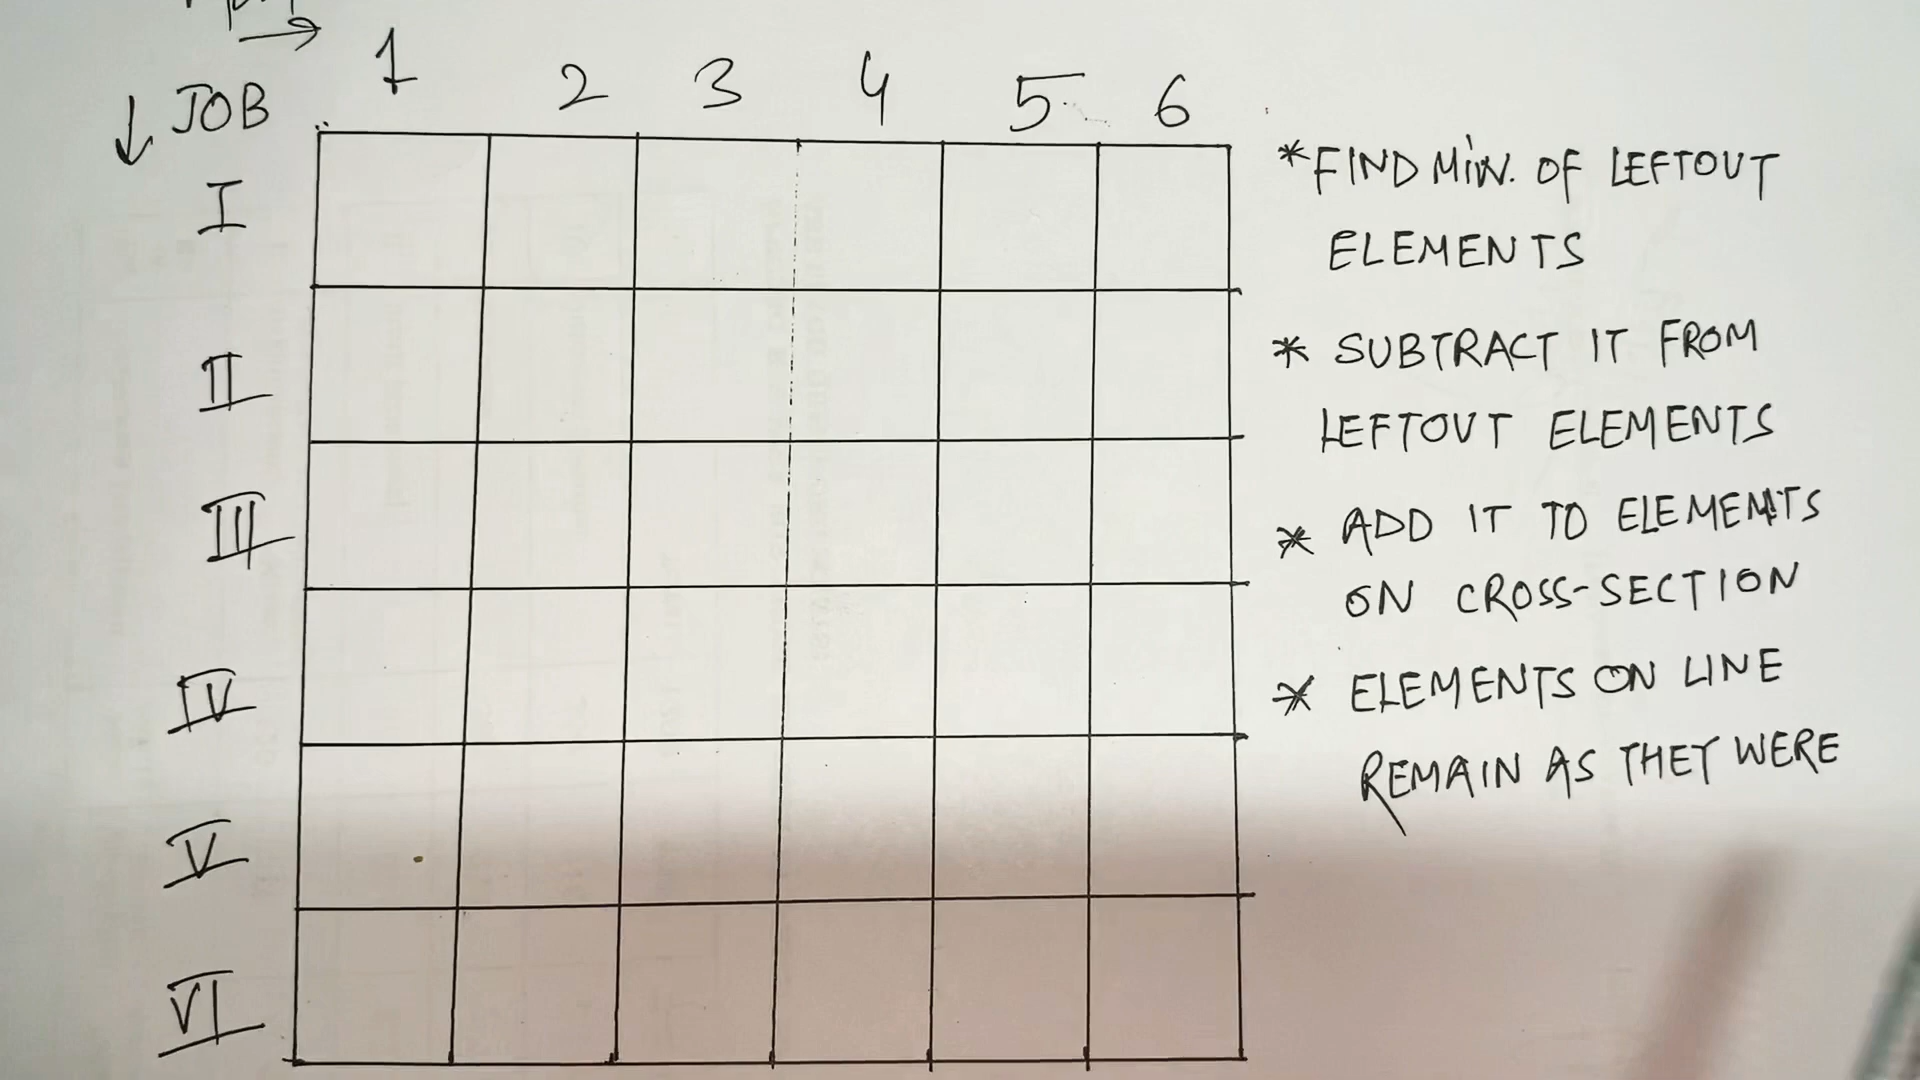 1 2 3 4 5 6
JOB
I
II
III
IV
V
VI
*FIND MIN. OF LEFTOUT
ELEMENTS
* SUBTRACT IT FROM
LEFTOUT ELEMENTS
* ADD IT TO ELEMENTS
ON CROSS-SECTION
* ELEMENTS ON LINE
REMAIN AS THEY WERE